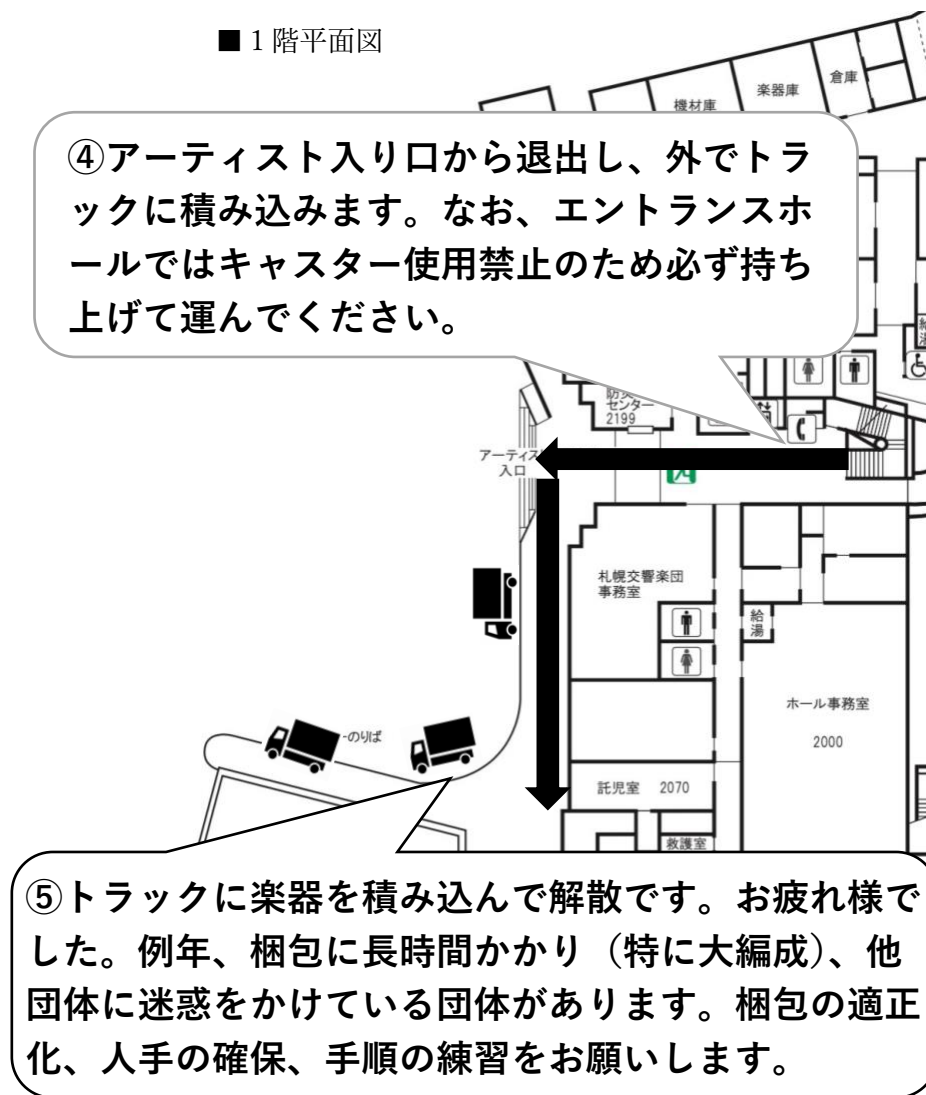 ■１階平面図
倉庫
楽器庫
機材庫
④アーティスト入り口から退出し、外でトラ
ックに積み込みます。なお、エントランスホ
ールではキャスター使用禁止のため必ず持ち
上げて運んでください。
センター
2199
入口
札幌交響楽団
事務室
給
湯
ホール事務室
2000
-のりば
託児室 2070
救護室
⑤トラックに楽器を積み込んで解散です。お疲れ様で
した。例年、梱包に長時間かかり（特に大編成）、他
団体に迷惑をかけている団体があります。梱包の適正
化、人手の確保、手順の練習をお願いします。